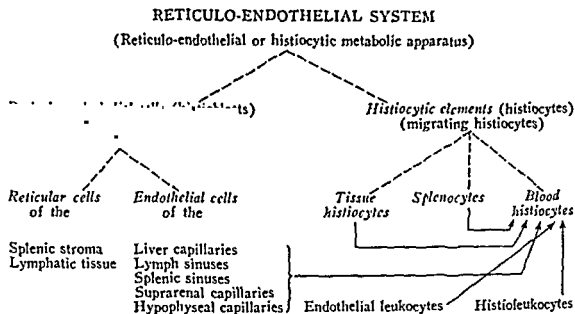 RETICULO-ENDOTHELIAL SYSTEM
(Reticulo-endothelial or histiocytic metabolic apparatus)
Histiocytic elements (histiocytes)
(migrating histiocytes)
Reticular cells
of the
Endothelial cells
of the
Tissue
histiocytes
Splenocytes
Blood
histiocytes
Splenic stroma
Lymphatic tissue
Liver capillaries
Lymph sinuses
Splenic sinuses
Suprarenal capillaries
Hypophyseal capillaries
Endothelial leukocytes
Histioleukocytes